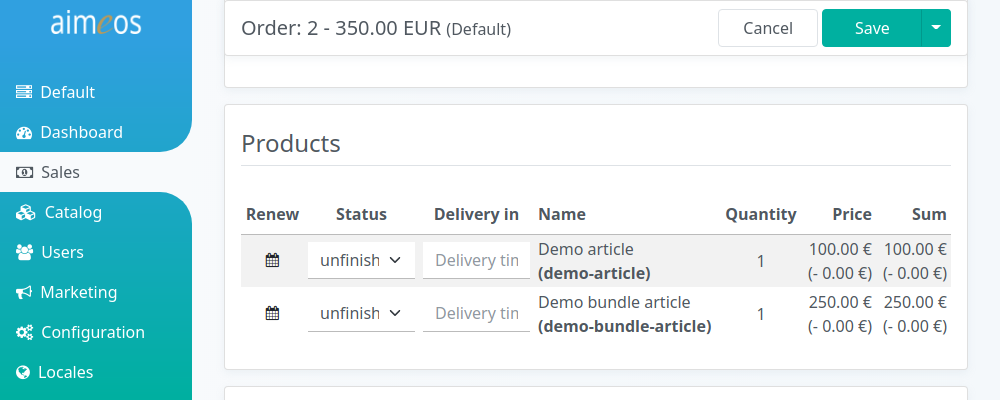 aimeos
Order: 2 - 350.00 EUR (Default)
Cancel
Save
Default
Dashboard
Sales
Catalog
Users
Marketing
Configuration
Locales
Products
Renew Status Delivery in Name Quantity Price Sum
unfinish Delivery tin Demo article 1 100.00 € 100.00 €
(demo-article) (- 0.00 €) (- 0.00 €)
unfinish Delivery tin Demo bundle article 1 250.00 € 250.00 €
(demo-bundle-article) (- 0.00 €) (- 0.00 €)